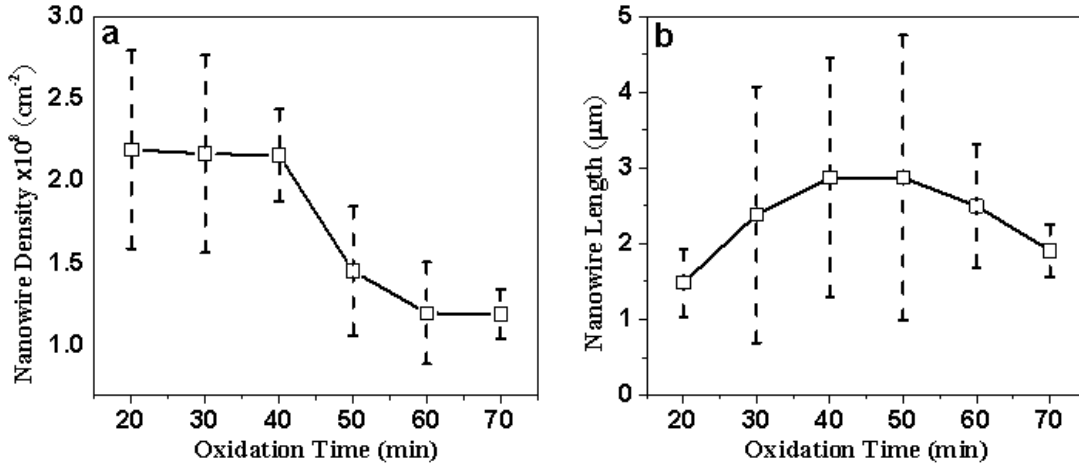 a
Nanowire Density x10⁸ (cm⁻²)
3.0
2.5
2.0
1.5
1.0
20 30 40 50 60 70
Oxidation Time (min)
b
Nanowire Length (μm)
5
4
3
2
1
0
20 30 40 50 60 70
Oxidation Time (min)